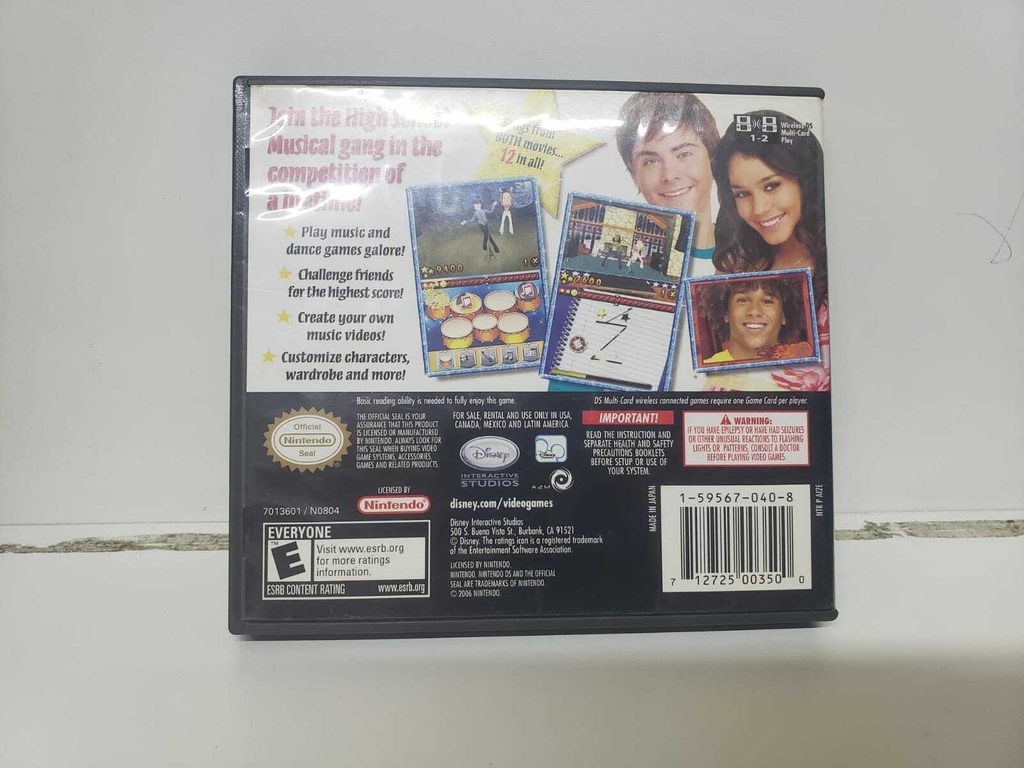 Join the High School
Musical gang in the
competition of
a lifetime!
Songs from
BOTH movies...
12 in all!
1-2
Wireless DS
Multi-Card
Play
Play music and
dance games galore!
Challenge friends
for the highest score!
Create your own
music videos!
Customize characters,
wardrobe and more!
9400
1X
2600
1X
Basic reading ability is needed to fully enjoy this game.
DS Multi-Card wireless connected games require one Game Card per player.
Official
Nintendo
Seal
THE OFFICIAL SEAL IS YOUR
ASSURANCE THAT THIS PRODUCT
IS LICENSED OR MANUFACTURED
BY NINTENDO. ALWAYS LOOK FOR
THIS SEAL WHEN BUYING VIDEO
GAME SYSTEMS, ACCESSORIES
GAMES AND RELATED PRODUCTS.
FOR SALE, RENTAL AND USE ONLY IN USA,
CANADA, MEXICO AND LATIN AMERICA.
Disney
INTERACTIVE
STUDIOS
A2M
IMPORTANT!
READ THE INSTRUCTION AND
SEPARATE HEALTH AND SAFETY
PRECAUTIONS BOOKLETS
BEFORE SETUP OR USE OF
YOUR SYSTEM.
WARNING:
IF YOU HAVE EPILEPSY OR HAVE HAD SEIZURES
OR OTHER UNUSUAL REACTIONS TO FLASHING
LIGHTS OR PATTERNS, CONSULT A DOCTOR
BEFORE PLAYING VIDEO GAMES.
7013601 / N0804
LICENSED BY
Nintendo
EVERYONE
E
TM
Visit www.esrb.org
for more ratings
information.
ESRB CONTENT RATING www.esrb.org
disney.com/videogames
Disney Interactive Studios
500 S. Buena Vista St., Burbank, CA 91521
© Disney. The ratings icon is a registered trademark
of the Entertainment Software Association.
LICENSED BY NINTENDO.
NINTENDO, NINTENDO DS AND THE OFFICIAL
SEAL ARE TRADEMARKS OF NINTENDO.
© 2006 NINTENDO.
MADE IN JAPAN
1-59567-040-8
7 12725 00350 0
NTR P AI2E